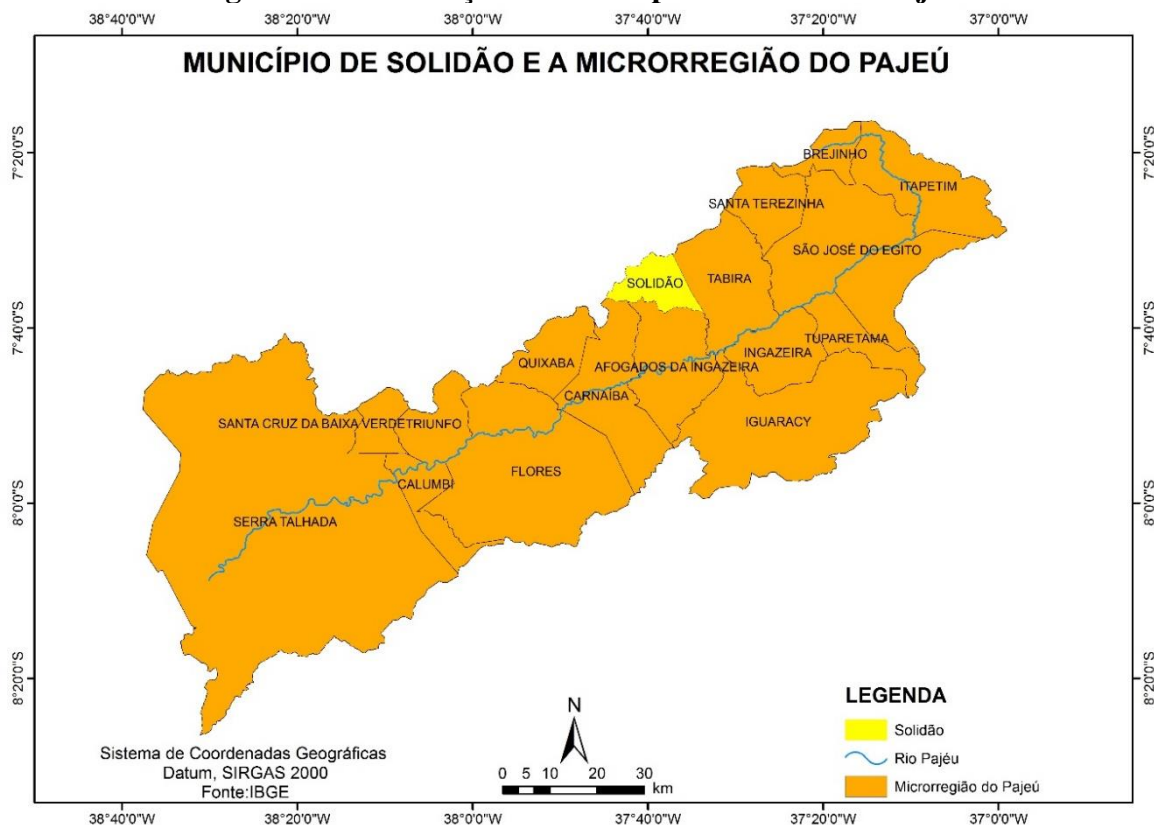 MUNICÍPIO DE SOLIDÃO E A MICRORREGIÃO DO PAJEÚ
38°40'0"W 38°20'0"W 38°0'0"W 37°40'0"W 37°20'0"W 37°0'0"W
7°20'0"S
7°20'0"S
BREJINHO
ITAPETIM
SANTA TEREZINHA
SÃO JOSÉ DO EGITO
SOLIDÃO
TABIRA
7°40'0"S
7°40'0"S
TUPARETAMA
INGAZEIRA
QUIXABA
AFOGADOS DA INGAZEIRA
CARNAÍBA
SANTA CRUZ DA BAIXA VERDE
TRIUNFO
IGUARACY
FLORES
CALUMBI
8°0'0"S
8°0'0"S
SERRA TALHADA
8°20'0"S
8°20'0"S
LEGENDA
Solidão
Rio Pajéu
Microrregião do Pajeú
N
0 5 10 20 30
km
Sistema de Coordenadas Geográficas
Datum, SIRGAS 2000
Fonte:IBGE
38°40'0"W 38°20'0"W 38°0'0"W 37°40'0"W 37°20'0"W 37°0'0"W